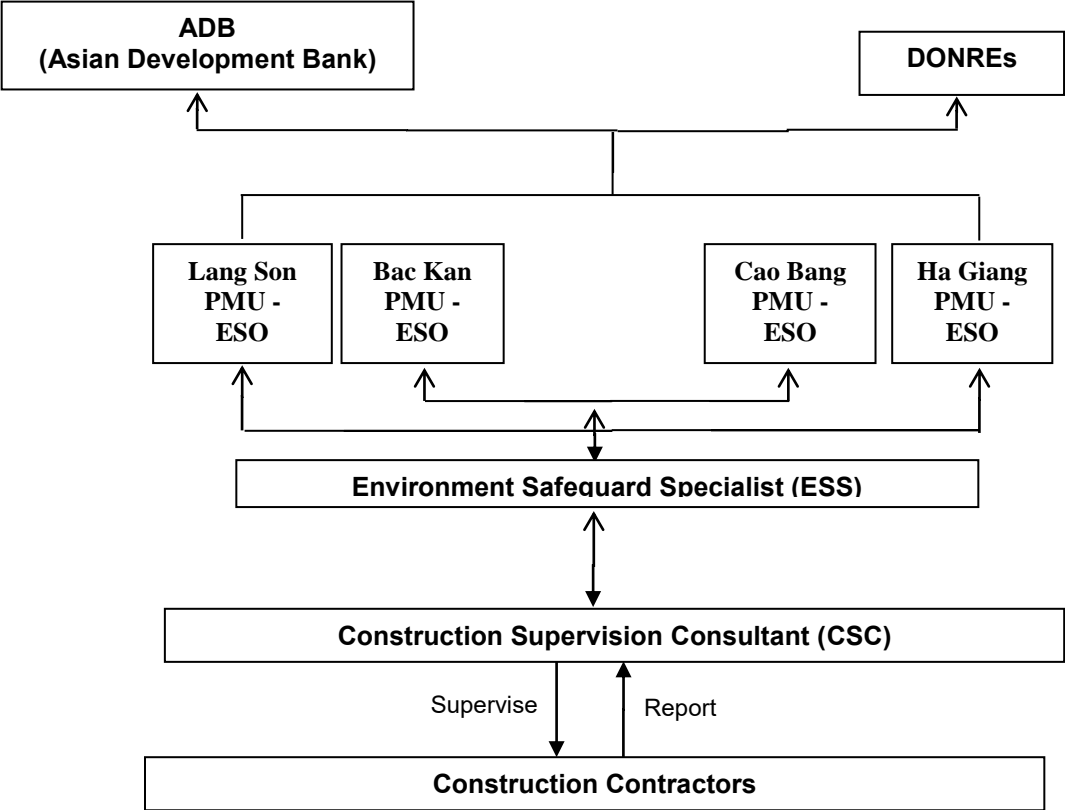 ADB
(Asian Development Bank)
DONREs
Lang Son
PMU -
ESO
Bac Kan
PMU -
ESO
Cao Bang
PMU -
ESO
Ha Giang
PMU -
ESO
Environment Safeguard Specialist (ESS)
Construction Supervision Consultant (CSC)
Supervise
Report
Construction Contractors